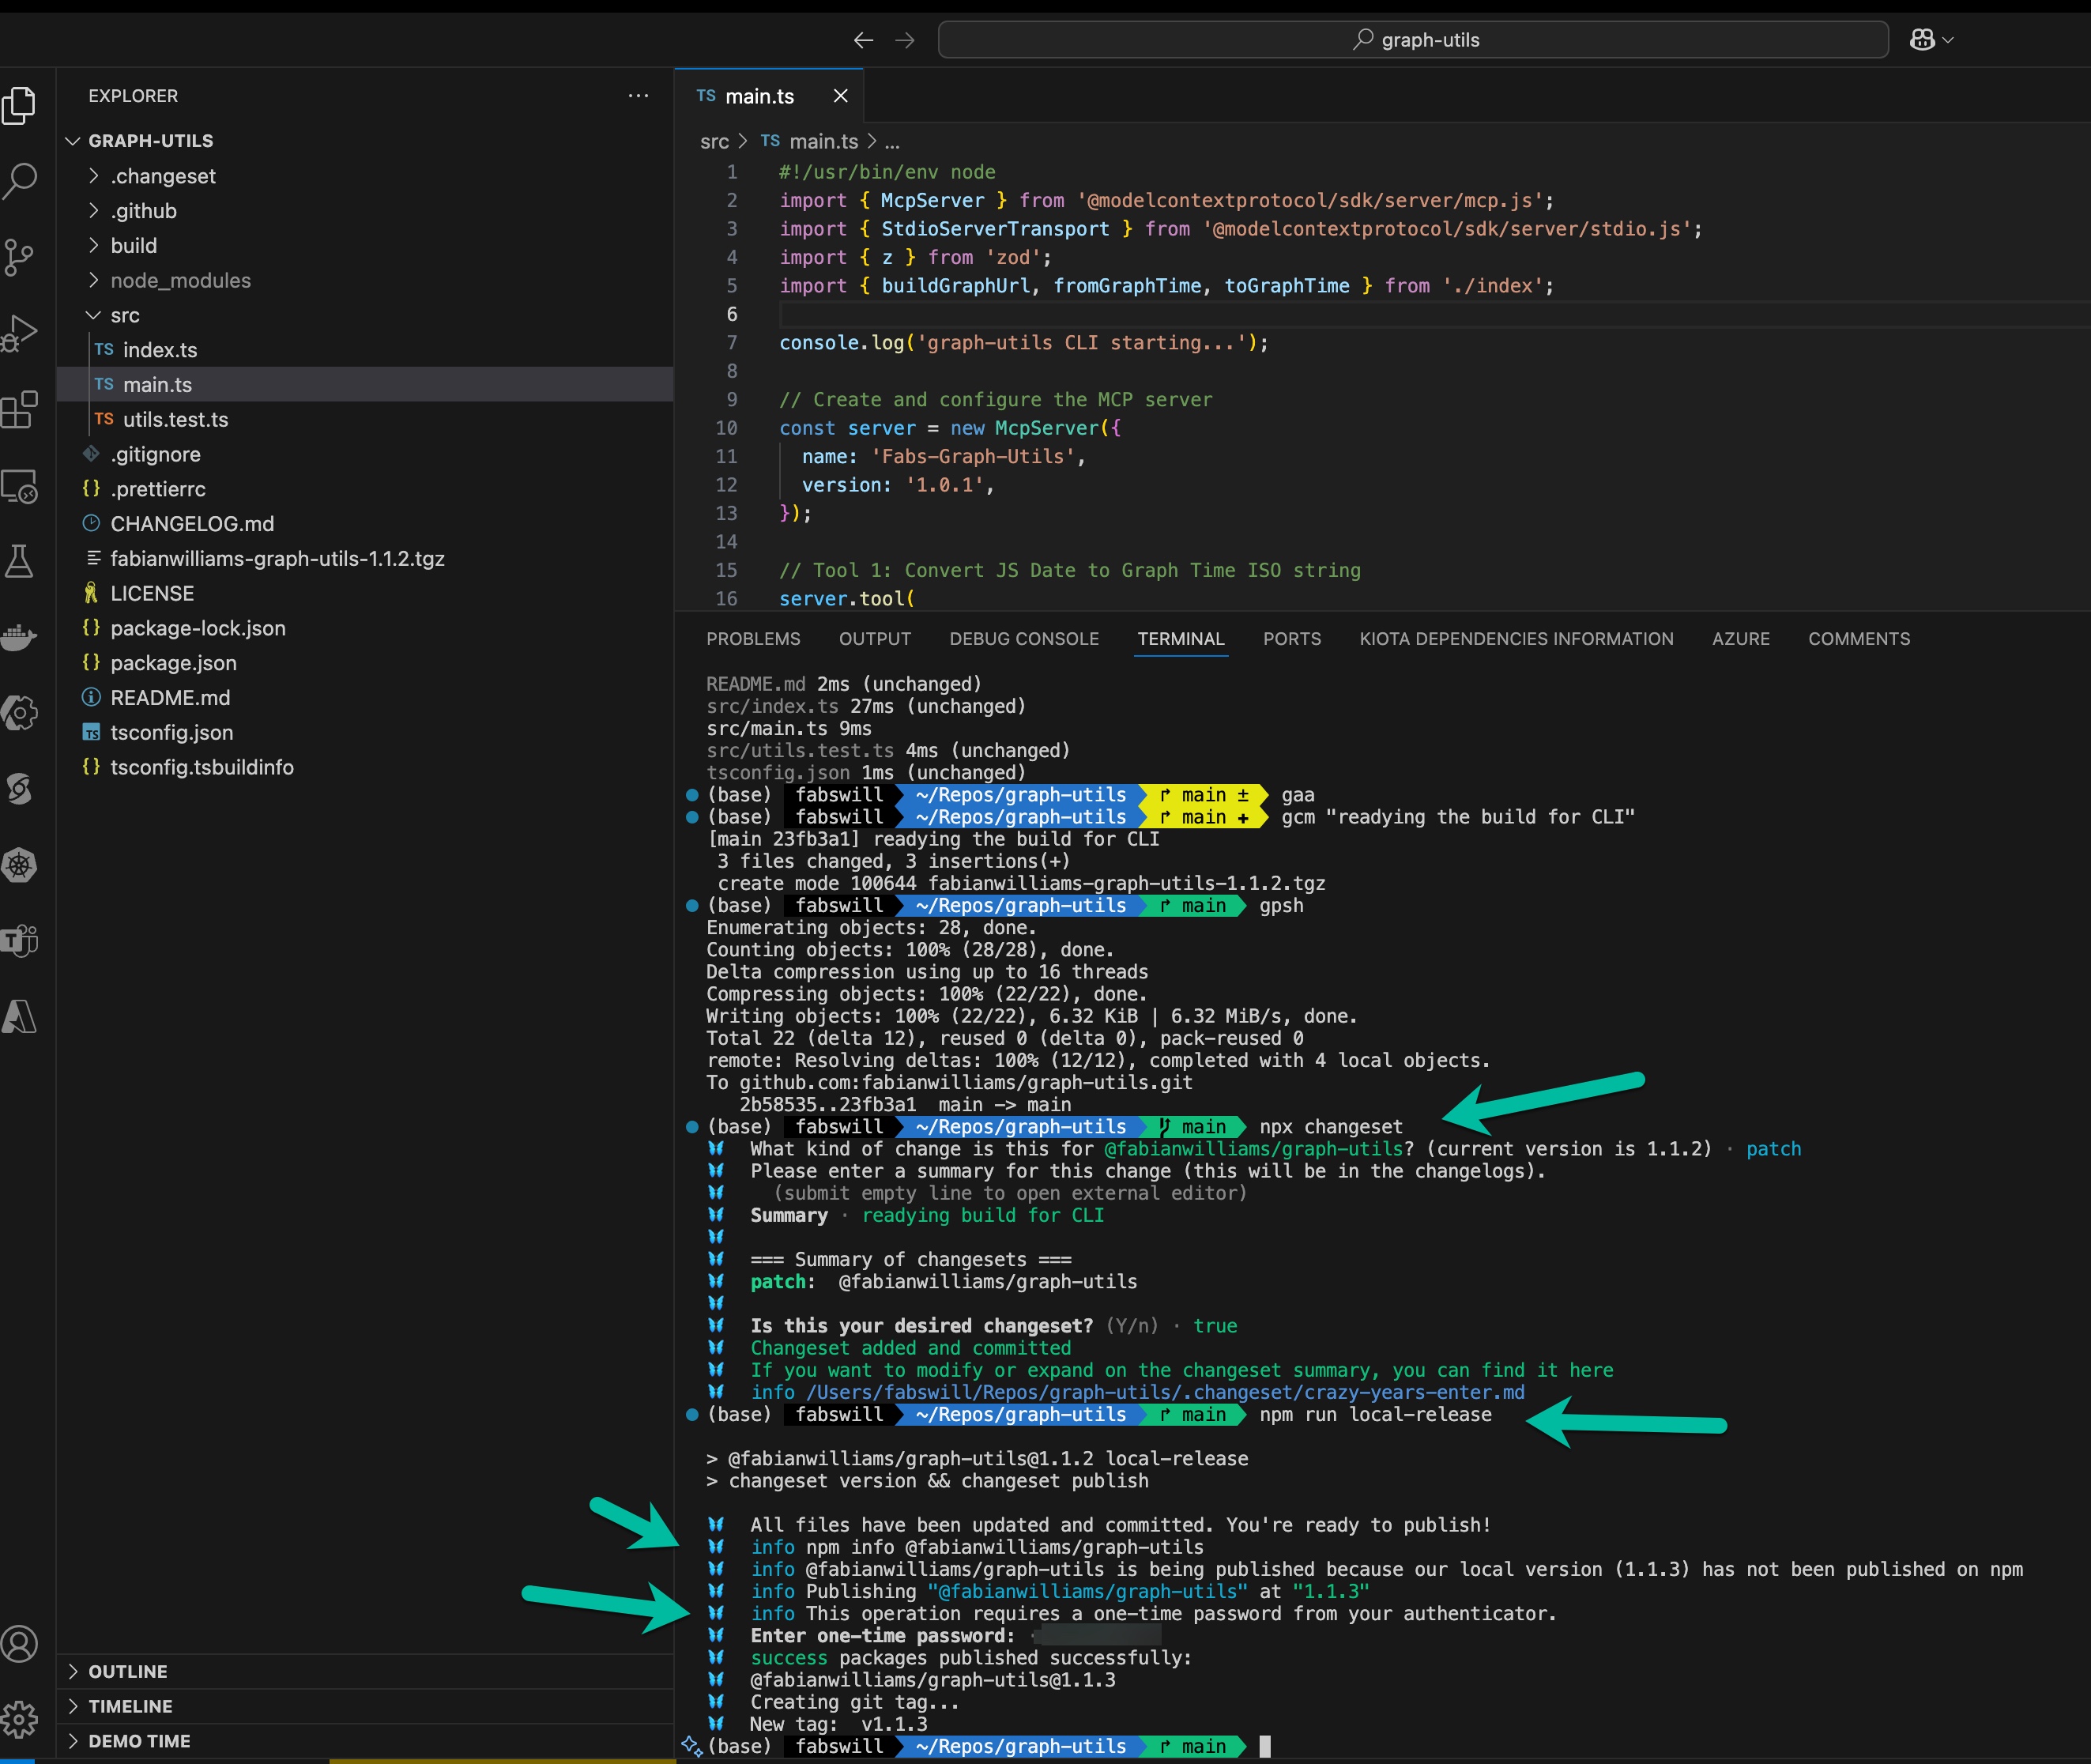 graph-utils
EXPLORER
GRAPH-UTILS
.changeset
.github
build
node_modules
src
TS index.ts
TS main.ts
TS utils.test.ts
.gitignore
{} .prettierrc
CHANGELOG.md
fabianwilliams-graph-utils-1.1.2.tgz
LICENSE
{} package-lock.json
{} package.json
README.md
TS tsconfig.json
{} tsconfig.tsbuildinfo
OUTLINE
TIMELINE
DEMO TIME
TS main.ts
src > TS main.ts > ...
1 #!/usr/bin/env node
2 import { McpServer } from '@modelcontextprotocol/sdk/server/mcp.js';
3 import { StdioServerTransport } from '@modelcontextprotocol/sdk/server/stdio.js';
4 import { z } from 'zod';
5 import { buildGraphUrl, fromGraphTime, toGraphTime } from './index';
6
7 console.log('graph-utils CLI starting...');
8
9 // Create and configure the MCP server
10 const server = new McpServer({
11 name: 'Fabs-Graph-Utils',
12 version: '1.0.1',
13 });
14
15 // Tool 1: Convert JS Date to Graph Time ISO string
16 server.tool(
PROBLEMS OUTPUT DEBUG CONSOLE TERMINAL PORTS KIOTA DEPENDENCIES INFORMATION AZURE COMMENTS
README.md 2ms (unchanged)
src/index.ts 27ms (unchanged)
src/main.ts 9ms
src/utils.test.ts 4ms (unchanged)
tsconfig.json 1ms (unchanged)
(base) fabswill ~/Repos/graph-utils main ± gaa
(base) fabswill ~/Repos/graph-utils main + gcm "readying the build for CLI"
[main 23fb3a1] readying the build for CLI
3 files changed, 3 insertions(+)
create mode 100644 fabianwilliams-graph-utils-1.1.2.tgz
(base) fabswill ~/Repos/graph-utils main gpsh
Enumerating objects: 28, done.
Counting objects: 100% (28/28), done.
Delta compression using up to 16 threads
Compressing objects: 100% (22/22), done.
Writing objects: 100% (22/22), 6.32 KiB | 6.32 MiB/s, done.
Total 22 (delta 12), reused 0 (delta 0), pack-reused 0
remote: Resolving deltas: 100% (12/12), completed with 4 local objects.
To github.com:fabianwilliams/graph-utils.git
2b58535..23fb3a1 main -> main
(base) fabswill ~/Repos/graph-utils main npx changeset
What kind of change is this for @fabianwilliams/graph-utils? (current version is 1.1.2) · patch
Please enter a summary for this change (this will be in the changelogs).
(submit empty line to open external editor)
Summary · readying build for CLI
=== Summary of changesets ===
patch: @fabianwilliams/graph-utils
Is this your desired changeset? (Y/n) · true
Changeset added and committed
If you want to modify or expand on the changeset summary, you can find it here
info /Users/fabswill/Repos/graph-utils/.changeset/crazy-years-enter.md
(base) fabswill ~/Repos/graph-utils main npm run local-release
> @fabianwilliams/graph-utils@1.1.2 local-release
> changeset version && changeset publish
All files have been updated and committed. You're ready to publish!
info npm info @fabianwilliams/graph-utils
info @fabianwilliams/graph-utils is being published because our local version (1.1.3) has not been published on npm
info Publishing "@fabianwilliams/graph-utils" at "1.1.3"
info This operation requires a one-time password from your authenticator.
Enter one-time password: ·
success packages published successfully:
@fabianwilliams/graph-utils@1.1.3
Creating git tag...
New tag: v1.1.3
(base) fabswill ~/Repos/graph-utils main